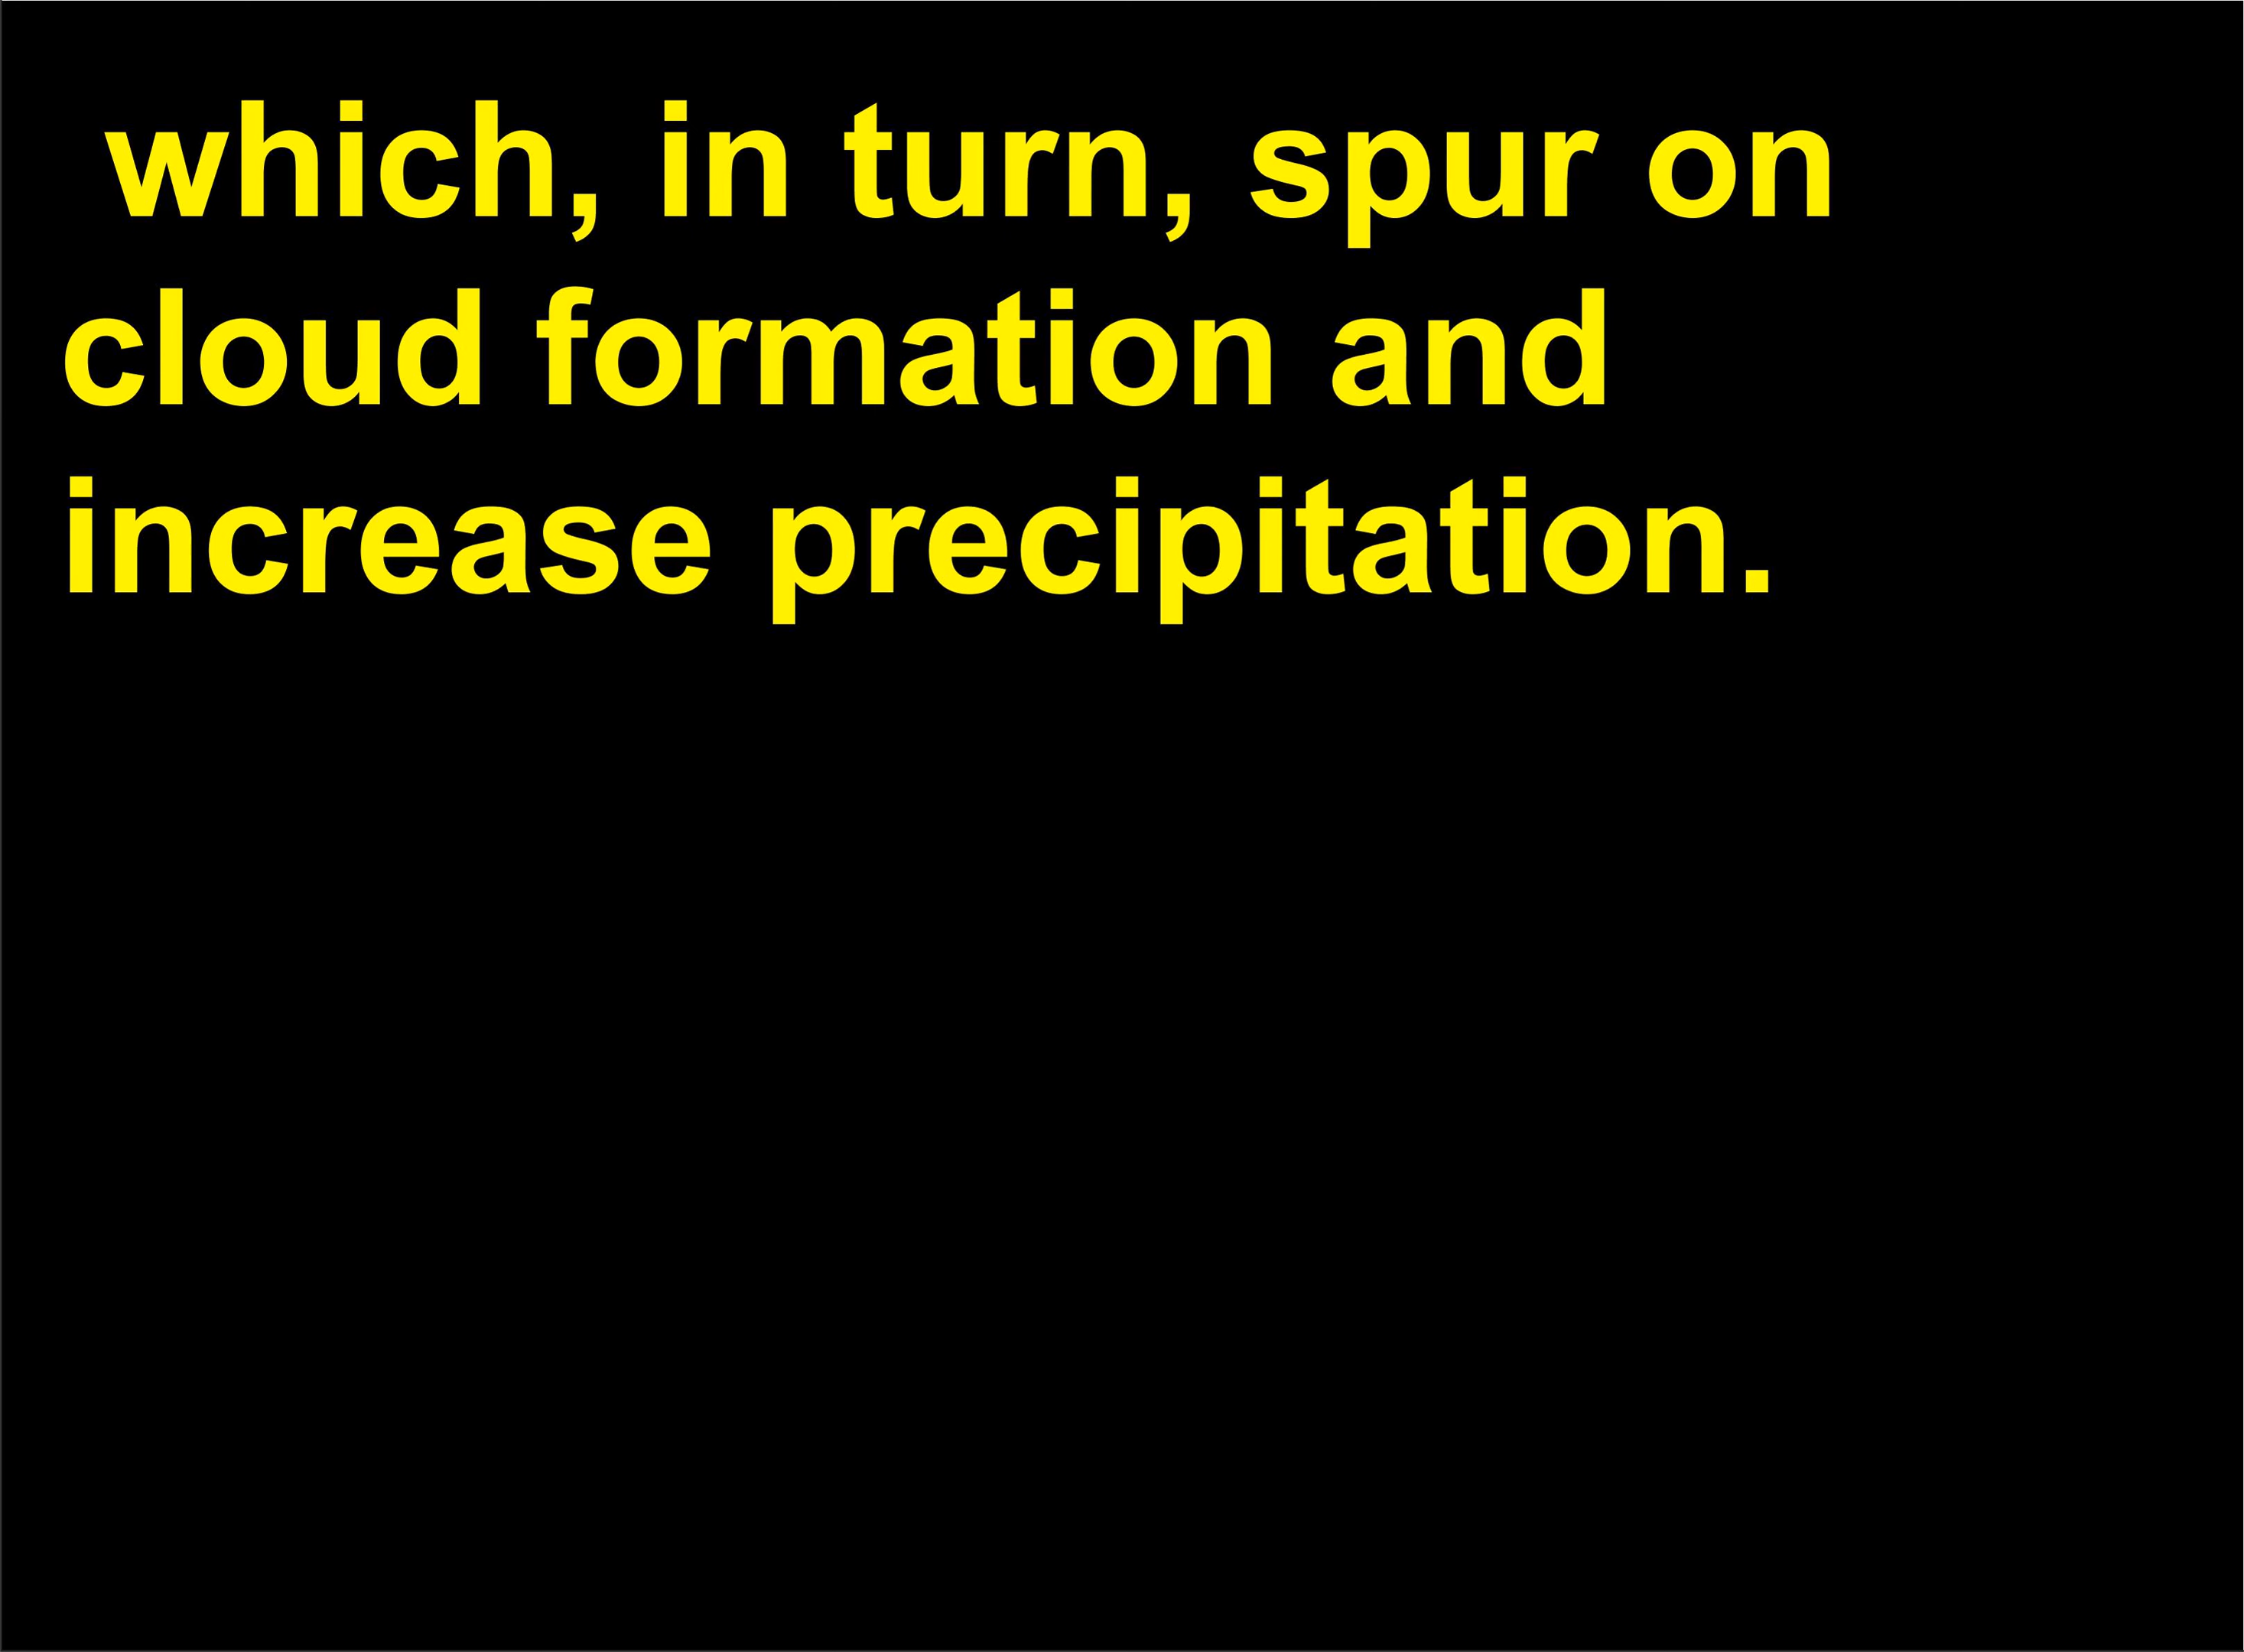 which, in turn, spur on
cloud formation and
increase precipitation.